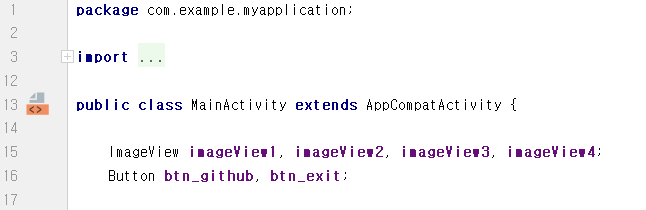 1 package com.example.myapplication;
2
3 import ...
12
13 public class MainActivity extends AppCompatActivity {
14
15 ImageView imageView1, imageView2, imageView3, imageView4;
16 Button btn_github, btn_exit;
17